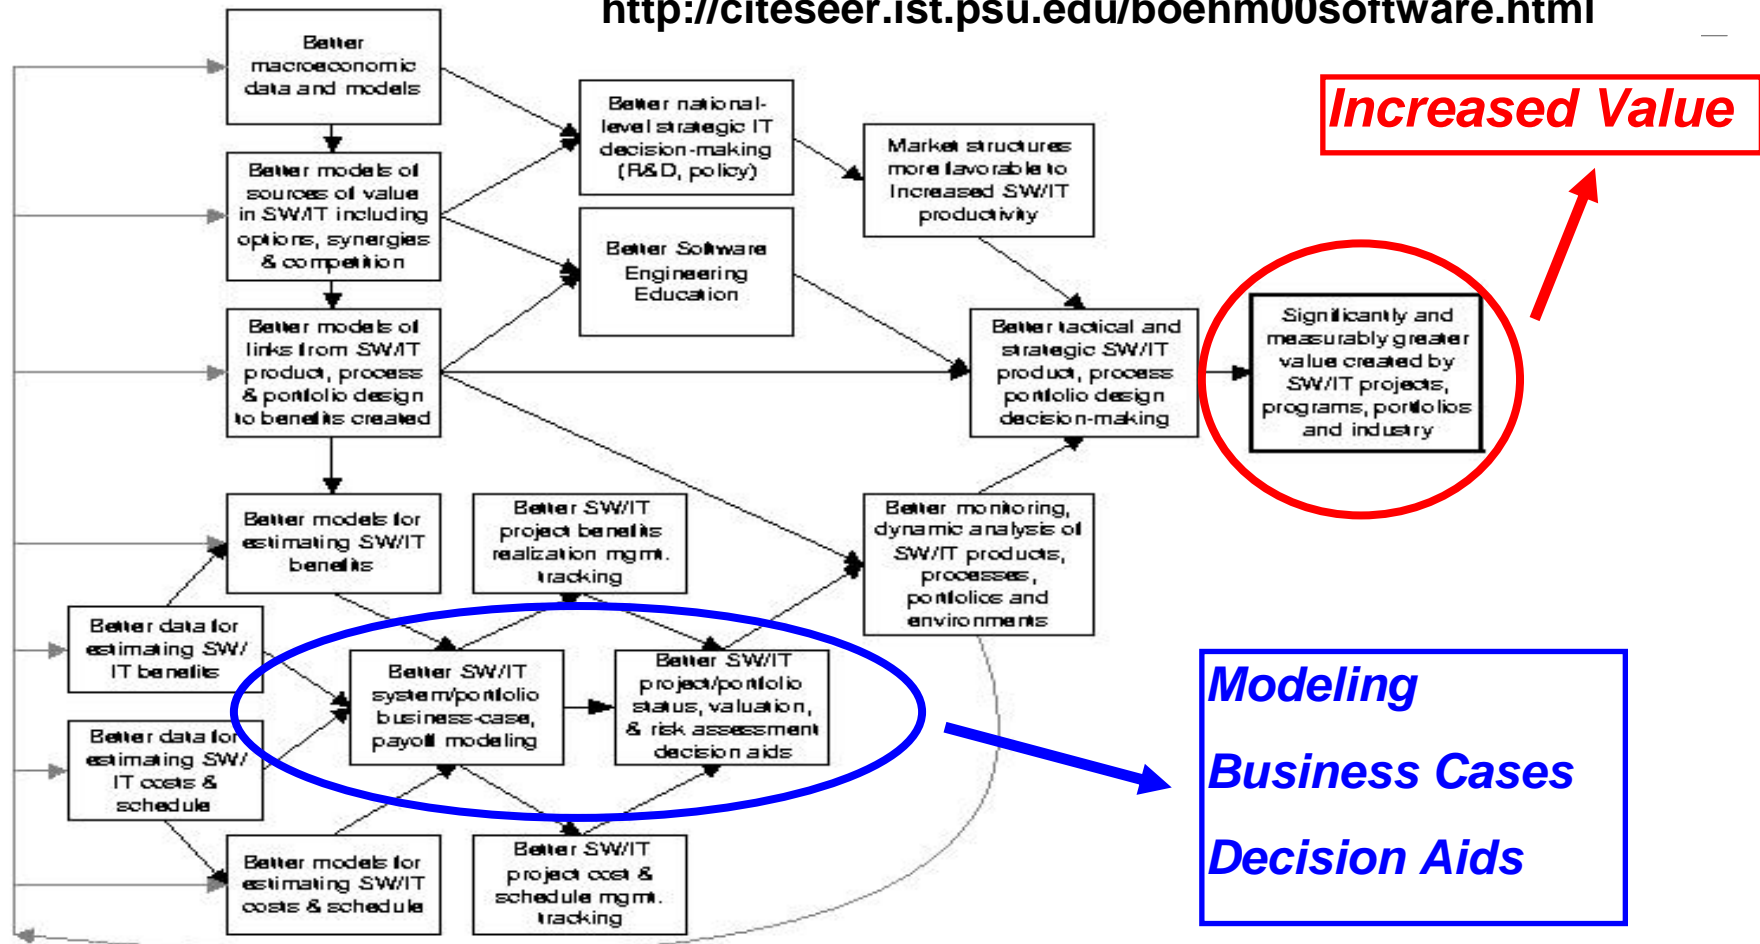 http://citeseer.ist.psu.edu/boehm00software.html
Better
macroeconomic
data and models
Better national-
level strategic IT
decision-making
(R&D, policy)
Market structures
more favorable to
Increased SW/IT
productivity
Increased Value
Better models of
sources of value
in SW/IT including
options, synergies
& competition
Better Software
Engineering
Education
Better models of
links from SW/IT
product, process
& portfolio design
to benefits created
Better tactical and
strategic SW/IT
product, process
portfolio design
decision-making
Significantly and
measurably greater
value created by
SW/IT projects,
programs, portfolios
and industry
Better models for
estimating SW/IT
benefits
Better SW/IT
project benefits
realization mgmt.
tracking
Better monitoring,
dynamic analysis of
SW/IT products,
processes,
portfolios and
environments
Better data for
estimating SW/
IT benefits
Better SW/IT
system/portfolio
business-case,
payoff modeling
Better SW/IT
project/portfolio
status, valuation,
& risk assessment
decision aids
Better data for
estimating SW/
IT costs &
schedule
Better models for
estimating SW/IT
costs & schedule
Better SW/IT
project cost &
schedule mgmt.
tracking
Modeling
Business Cases
Decision Aids